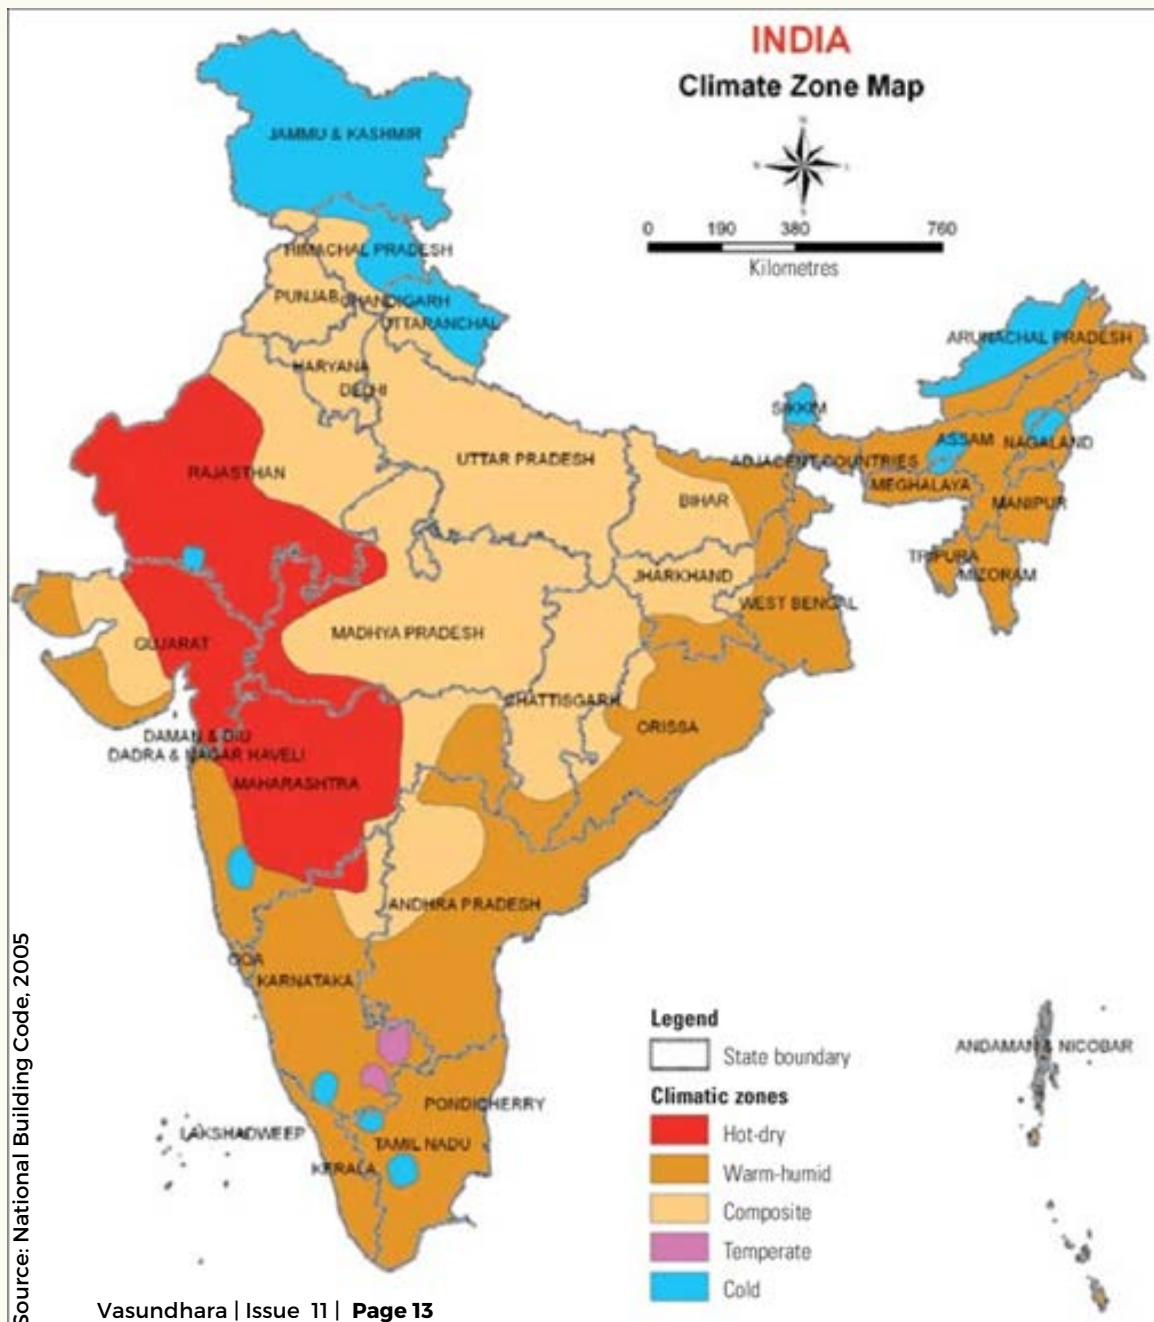 INDIA
Climate Zone Map
N
0 190 380 760
Kilometres
JAMMU & KASHMIR
HIMACHAL PRADESH
PUNJAB
CHANDIGARH
UTTARANCHAL
HARYANA
DELHI
ARUNACHAL PRADESH
SIKKIM
RAJASTHAN
UTTAR PRADESH
ASSAM
NAGALAND
ADJACENT COUNTRIES
MEGHALAYA
BIHAR
MANIPUR
TRIPURA
MIZORAM
JHARKHAND
WEST BENGAL
GUJARAT
MADHYA PRADESH
CHATTISGARH
ORISSA
DAMAN & DIU
DADRA & NAGAR HAVELI
MAHARASHTRA
ANDHRA PRADESH
GOA
KARNATAKA
PONDICHERRY
LAKSHADWEEP
TAMIL NADU
KERALA
ANDAMAN & NICOBAR
Legend
State boundary
Climatic zones
Hot-dry
Warm-humid
Composite
Temperate
Cold
Source: National Building Code, 2005
Vasundhara | Issue 11 | Page 13